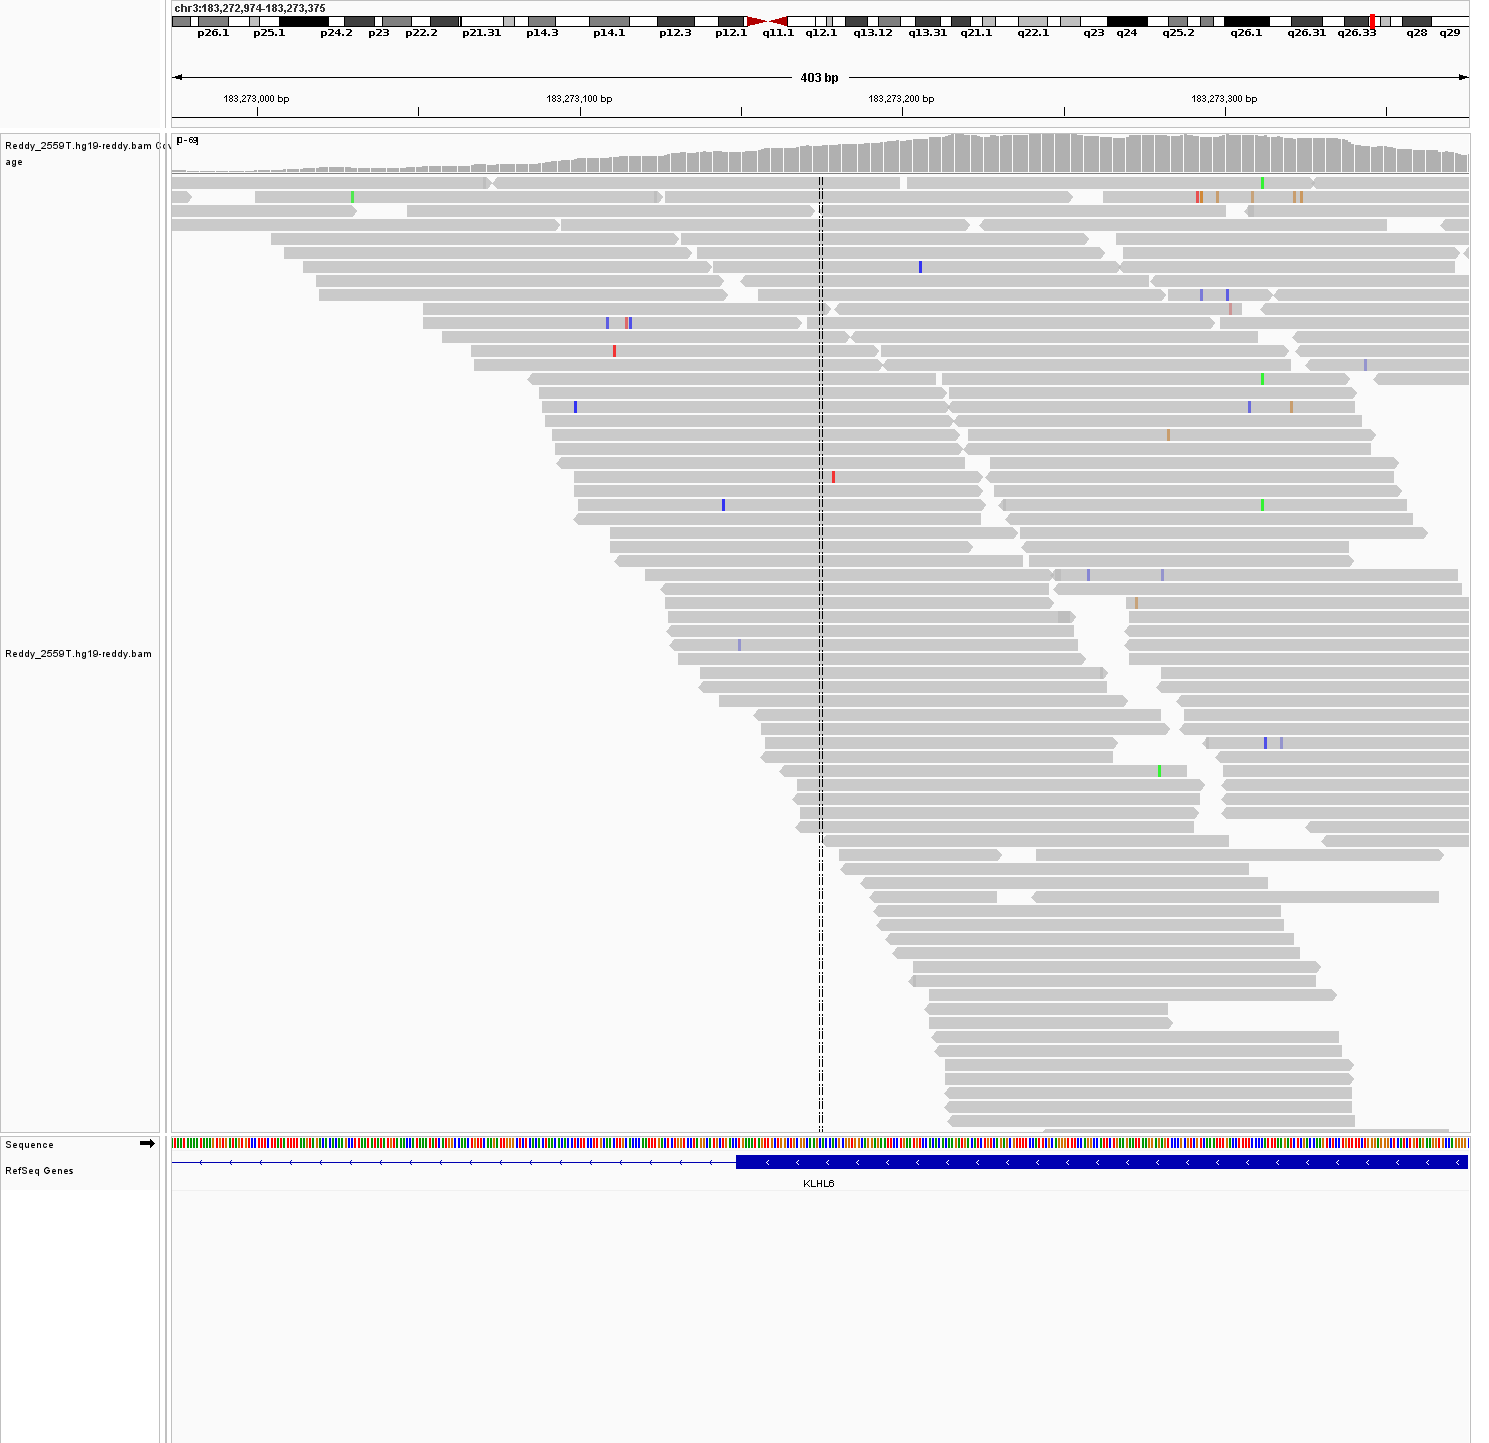 chr3:183,272,974-183,273,375
p26.1 p25.1 p24.2 p23 p22.2 p21.31 p14.3 p14.1 p12.3 p12.1 q11.1 q12.1 q13.12 q13.31 q21.1 q22.1 q23 q24 q25.2 q26.1 q26.31 q26.33 q28 q29
403 bp
183,273,000 bp 183,273,100 bp 183,273,200 bp 183,273,300 bp
Reddy_2559T.hg19-reddy.bam Cov
age
[0-69]
Reddy_2559T.hg19-reddy.bam
Sequence
RefSeq Genes
KLHL6